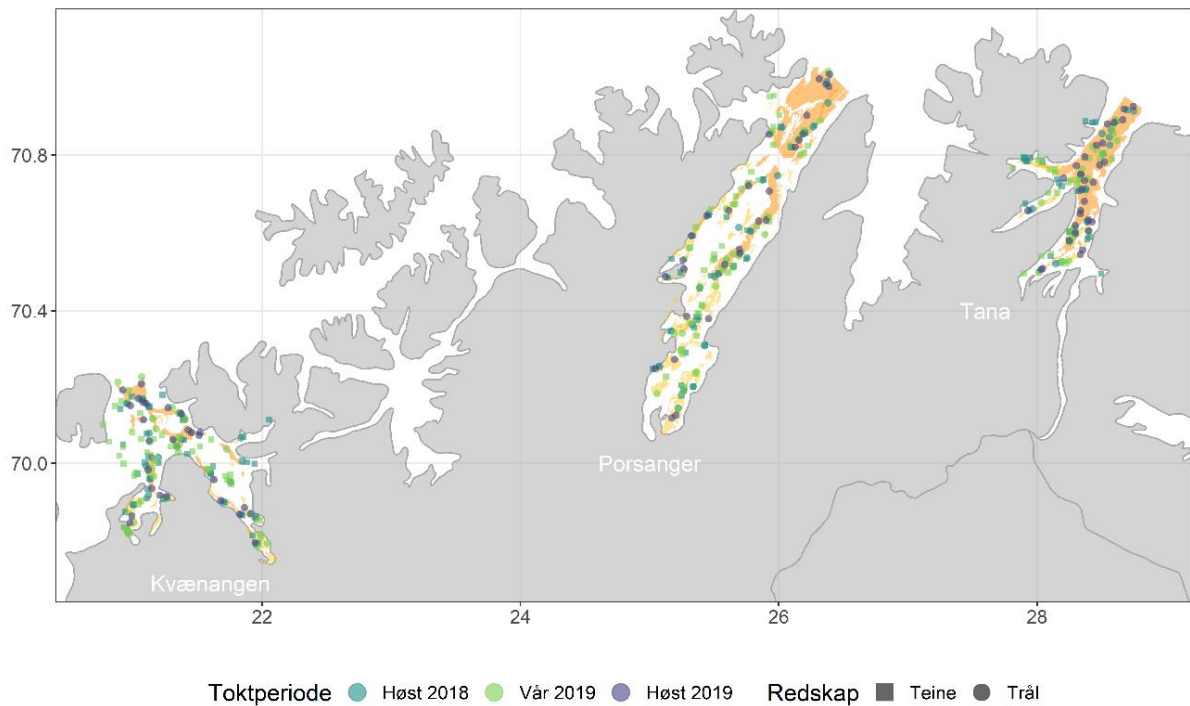 70.8
70.4
70.0
Tana
Porsanger
Kvænangen
22
24
26
28
Toktperiode Høst 2018 Vår 2019 Høst 2019 Redskap Teine Trål